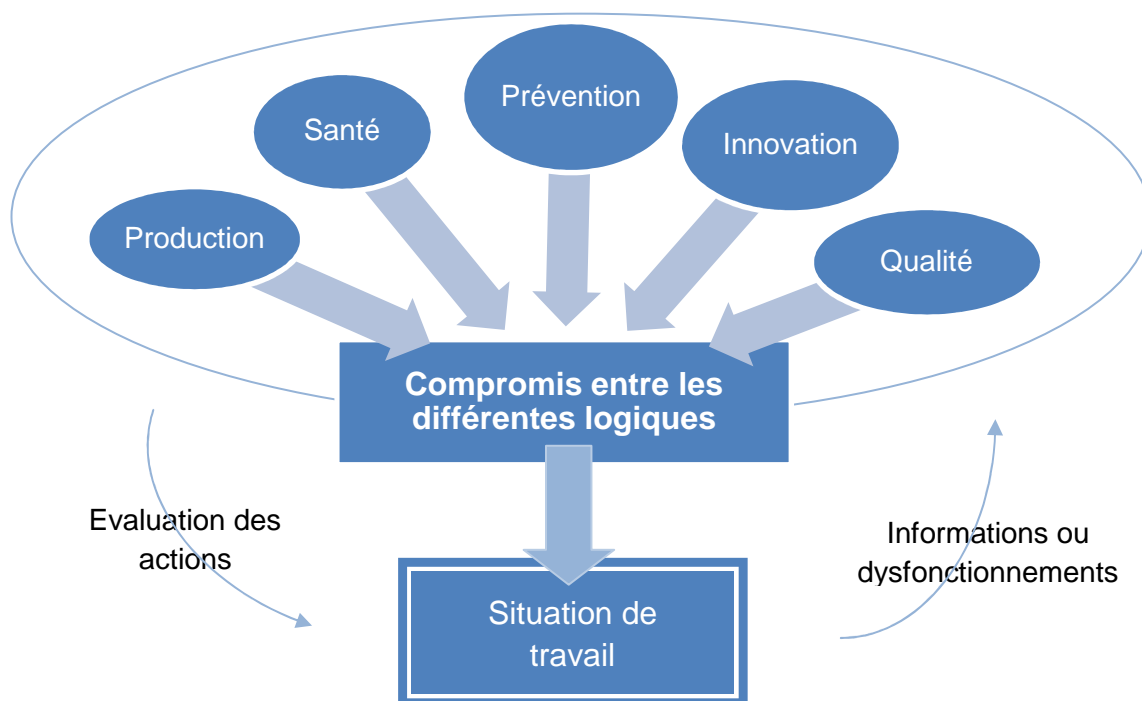 Prévention
Santé
Innovation
Production
Qualité
Compromis entre les
différentes logiques
Evaluation des
actions
Informations ou
dysfonctionnements
Situation de
travail